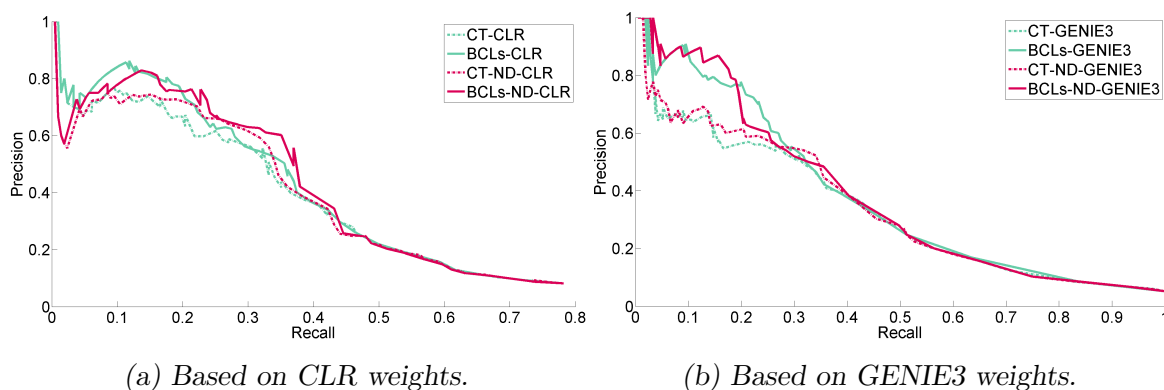 1
0.8
0.6
0.4
0.2
0
Precision
0
0.1
0.2
0.3
0.4
0.5
0.6
0.7
0.8
Recall
CT-CLR
BCLs-CLR
CT-ND-CLR
BCLs-ND-CLR
(a) Based on CLR weights.
1
0.8
0.6
0.4
0.2
0
Precision
0
0.1
0.2
0.3
0.4
0.5
0.6
0.7
0.8
0.9
1
Recall
CT-GENIE3
BCLs-GENIE3
CT-ND-GENIE3
BCLs-ND-GENIE3
(b) Based on GENIE3 weights.